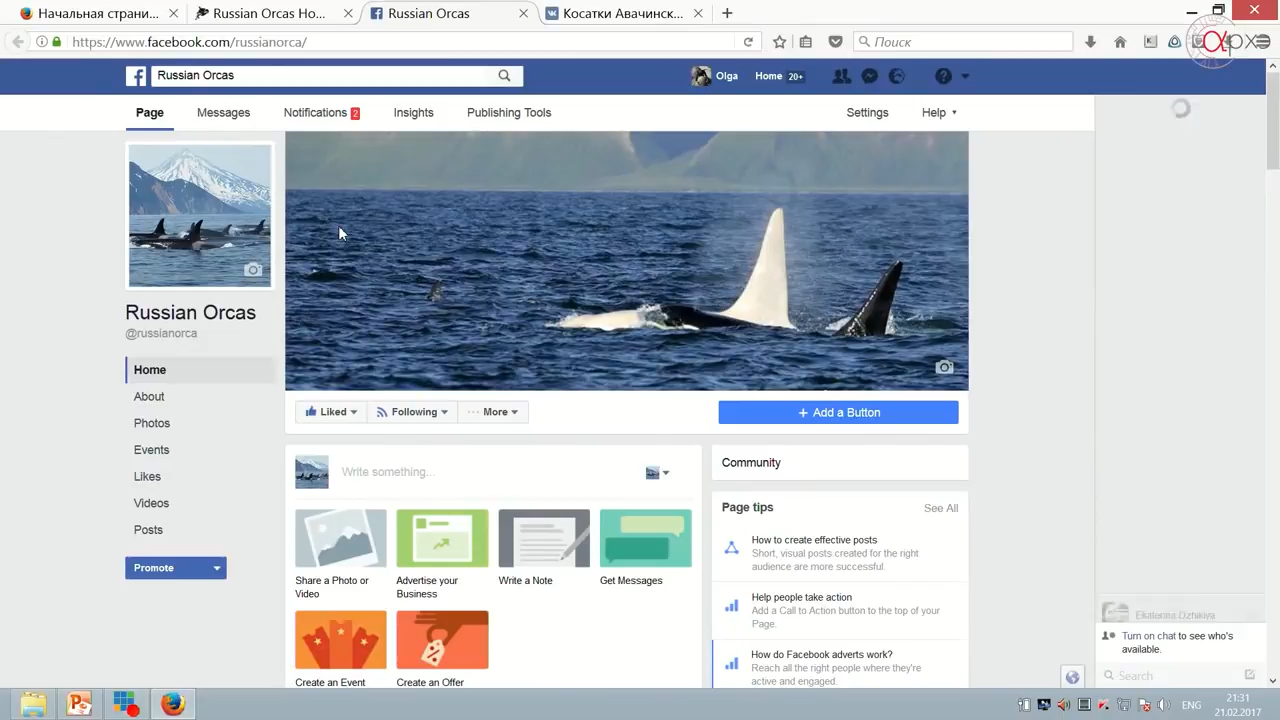 Начальная страни...
Russian Orcas Ho...
Russian Orcas
Косатки Авачинск...
https://www.facebook.com/russianorca/
Поиск
αpхэ
Russian Orcas
Olga
Home 20+
Page
Messages
Notifications 2
Insights
Publishing Tools
Settings
Help
Russian Orcas
@russianorca
Home
About
Photos
Events
Likes
Videos
Posts
Promote
Liked
Following
More
+ Add a Button
Write something...
Share a Photo or
Video
Advertise your
Business
Write a Note
Get Messages
Create an Event
Create an Offer
Community
Page tips
See All
How to create effective posts
Short, visual posts created for the right
audience are more successful.
Help people take action
Add a Call to Action button to the top of your
Page.
How do Facebook adverts work?
Reach all the right people where they're
active and engaged.
Ekaterina Dzhikiya
Turn on chat to see who's
available.
Search
ENG
21:31
21.02.2017